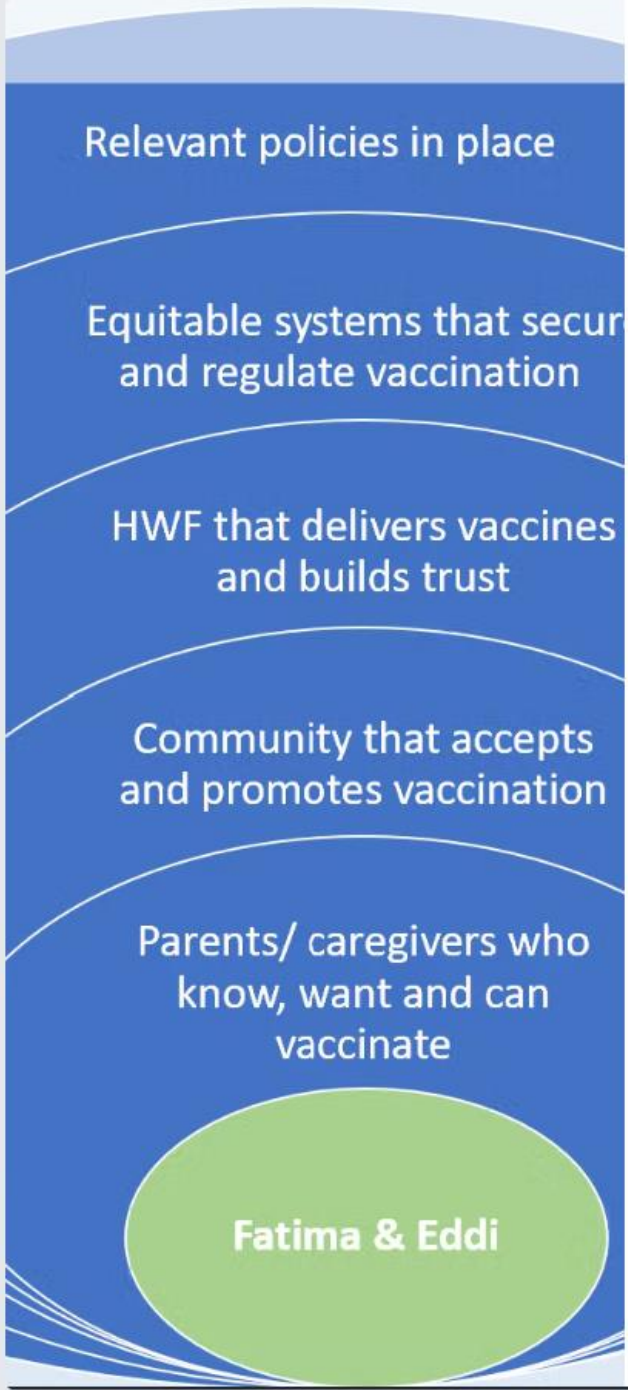 Relevant policies in place
Equitable systems that secur
and regulate vaccination
HWF that delivers vaccines
and builds trust
Community that accepts
and promotes vaccination
Parents/ caregivers who
know, want and can
vaccinate
Fatima & Eddi